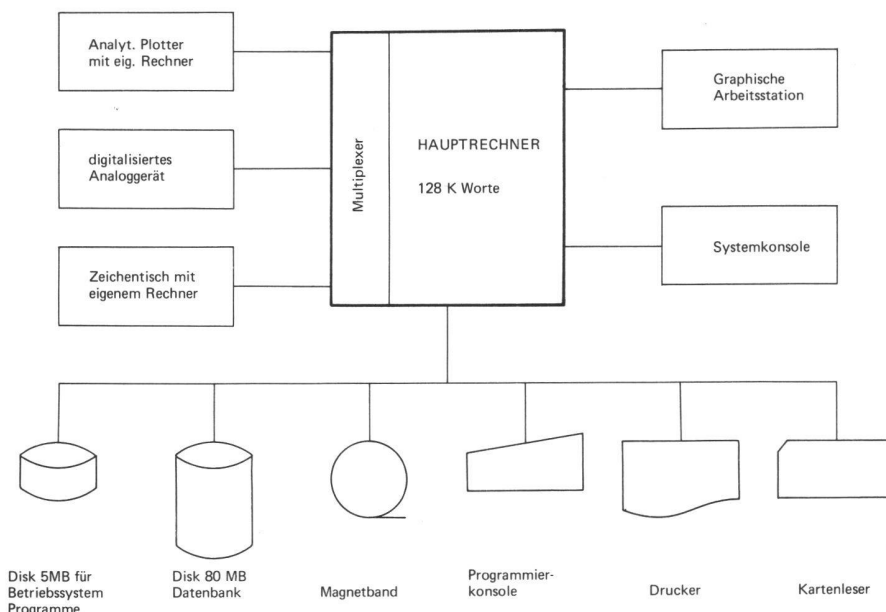 Analyt. Plotter
mit eig. Rechner
digitalisiertes
Analoggerät
Zeichentisch mit
eigenem Rechner
Multiplexer
HAUPTRECHNER
128 K Worte
Graphische
Arbeitsstation
Systemkonsole
Disk 5MB für
Betriebssystem
Programme
Disk 80 MB
Datenbank
Magnetband
Programmier-
konsole
Drucker
Kartenleser